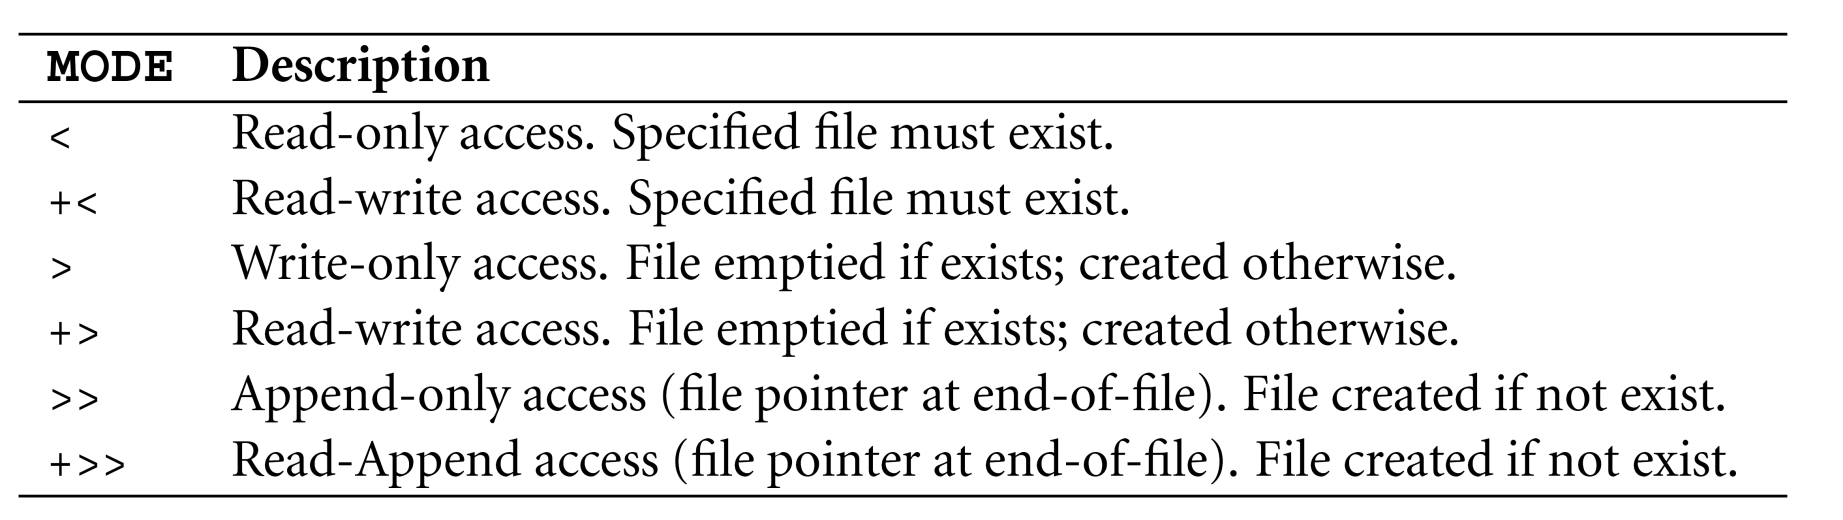 MODE Description
< Read-only access. Specified file must exist.
+< Read-write access. Specified file must exist.
> Write-only access. File emptied if exists; created otherwise.
+> Read-write access. File emptied if exists; created otherwise.
>> Append-only access (file pointer at end-of-file). File created if not exist.
+>> Read-Append access (file pointer at end-of-file). File created if not exist.